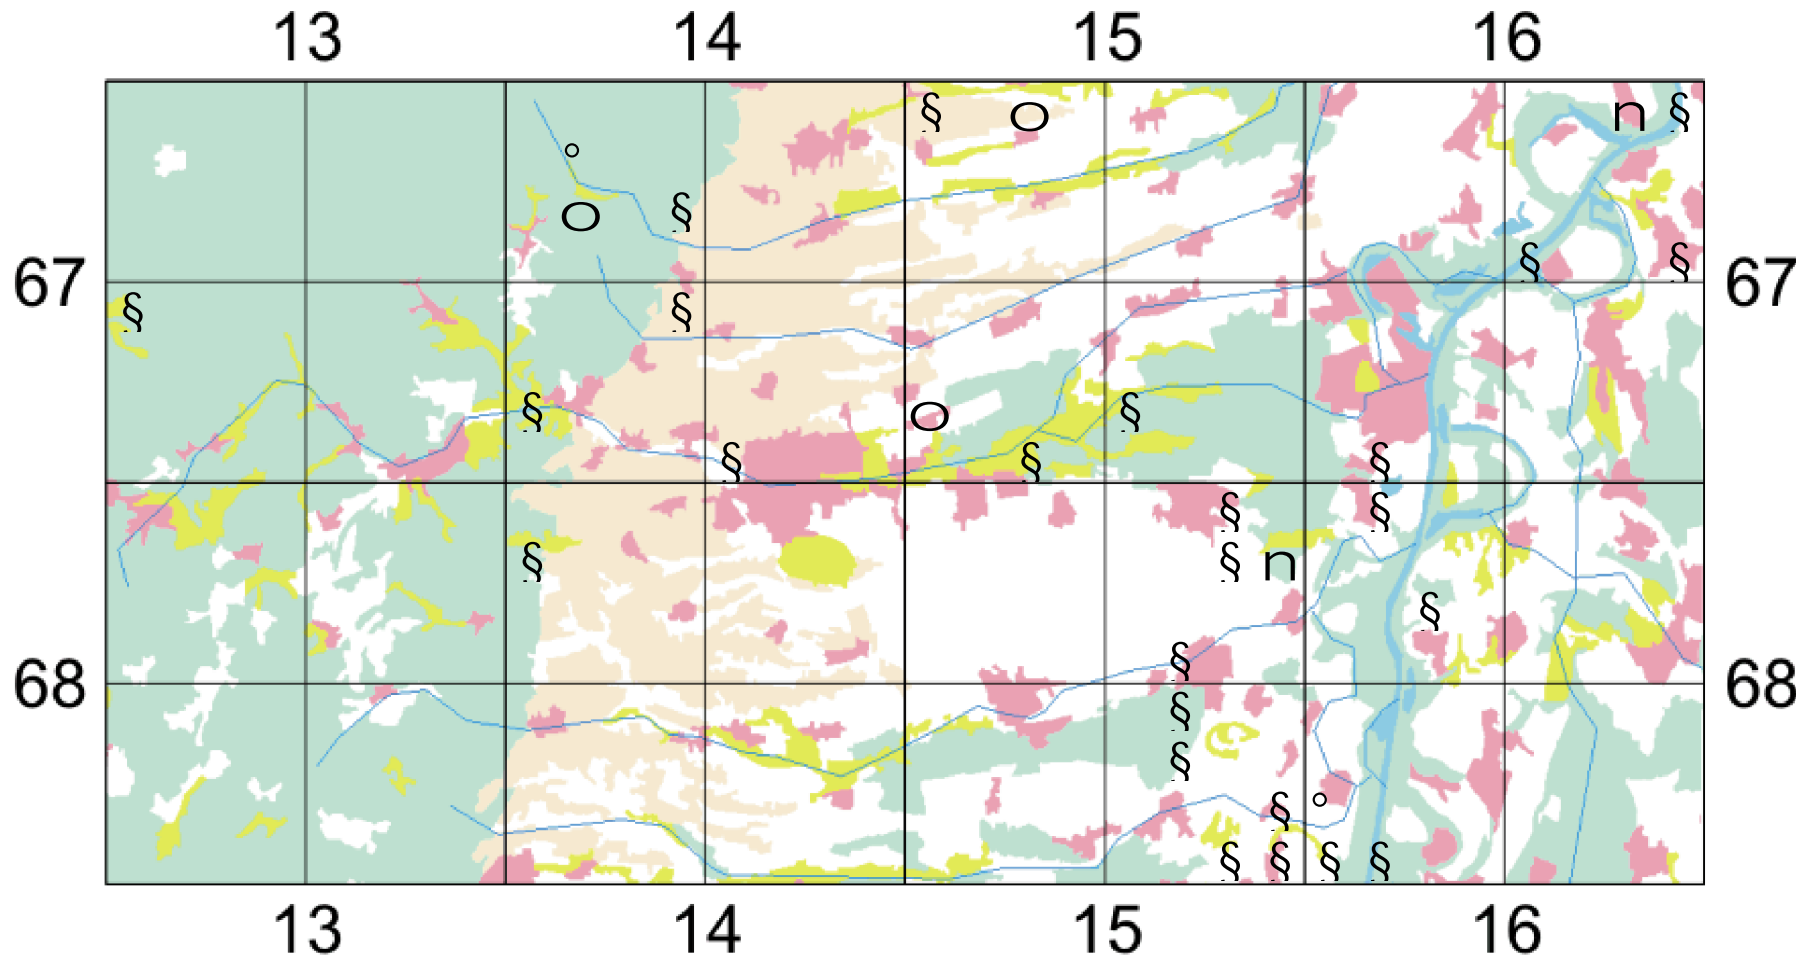 13 14 15 16
§ o n §
°
o §
§ §
67 67
§ §
§ o §
§ § §
§ §
§ § n
§
§
68 68
§
§
§ °
§ § § §
13 14 15 16